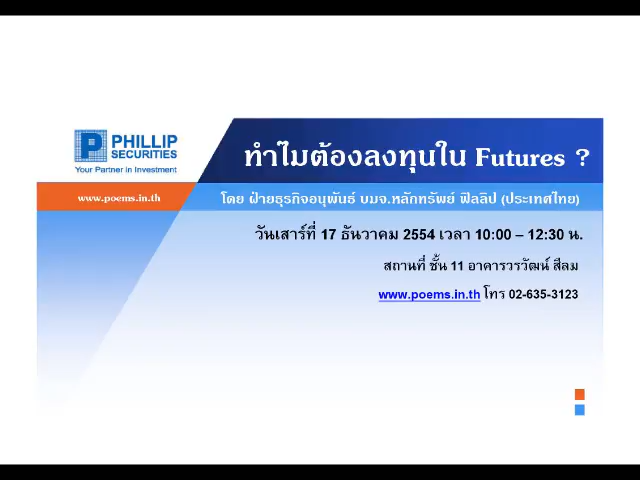 PHILLIP
SECURITIES
Your Partner in Investment
ทำไมต้องลงทุนใน Futures ?
www.poems.in.th
โดย ฝ่ายธุรกิจอนุพันธ์ บมจ.หลักทรัพย์ ฟิลลิป (ประเทศไทย)
วันเสาร์ที่ 17 ธันวาคม 2554 เวลา 10:00 – 12:30 น.
สถานที่ ชั้น 11 อาคารวรวัฒน์ สีลม
www.poems.in.th โทร 02-635-3123